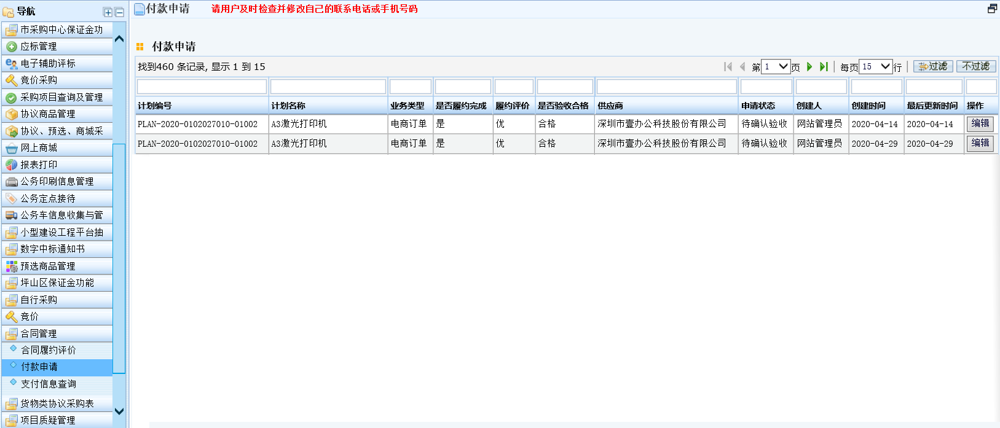 导航
付款申请 请用户及时检查并修改自己的联系电话或手机号码
市采购中心保证金功
应标管理
电子辅助评标
竞价采购
采购项目查询及管理
协议商品管理
协议、预选、商城采
网上商城
报表打印
公务印刷信息管理
公务定点接待
公务车信息收集与管
小型建设工程平台抽
数字中标通知书
预选商品管理
坪山区保证金功能
自行采购
竞价
合同管理
合同履约评价
付款申请
支付信息查询
货物类协议采购表
项目质疑管理
付款申请
找到460 条记录, 显示 1 到 15 第 1 页 每页 15 行 过滤 不过滤
计划编号 计划名称 业务类型 是否履约完成 履约评价 是否验收合格 供应商 申请状态 创建人 创建时间 最后更新时间 操作
PLAN-2020-0102027010-01002 A3激光打印机 电商订单 是 优 合格 深圳市壹办公科技股份有限公司 待确认验收 网站管理员 2020-04-14 2020-04-14 编辑
PLAN-2020-0102027010-01002 A3激光打印机 电商订单 是 优 合格 深圳市壹办公科技股份有限公司 待确认验收 网站管理员 2020-04-29 2020-04-29 编辑